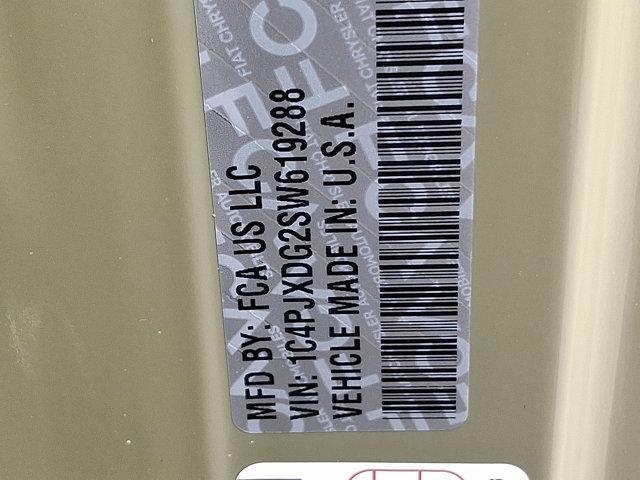 MFD BY: FCA US LLC
VIN: 1C4PJXDG2SW619288
VEHICLE MADE IN: U.S.A.